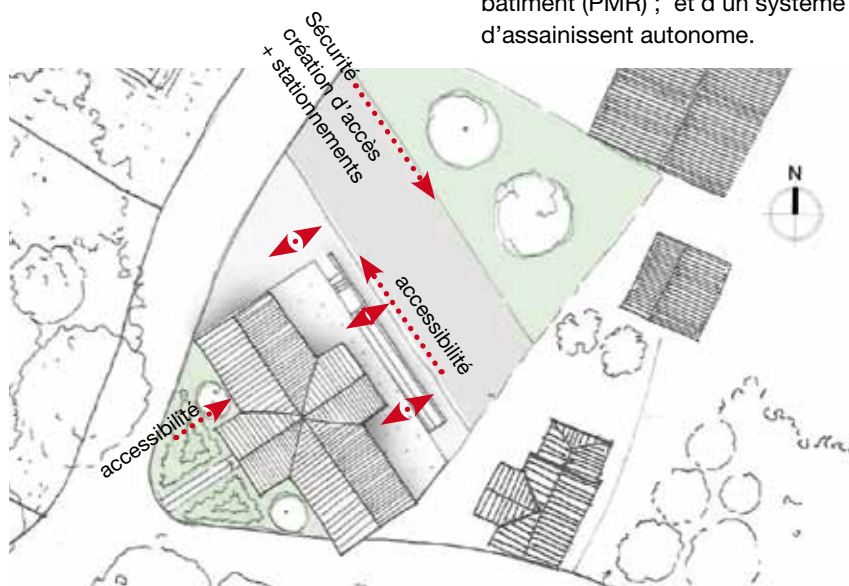 bâtiment (PMR) ; et d'un système
d'assainissent autonome.
Sécurité
création d'accès
+ stationnements
N
accessibilité
accessibilité